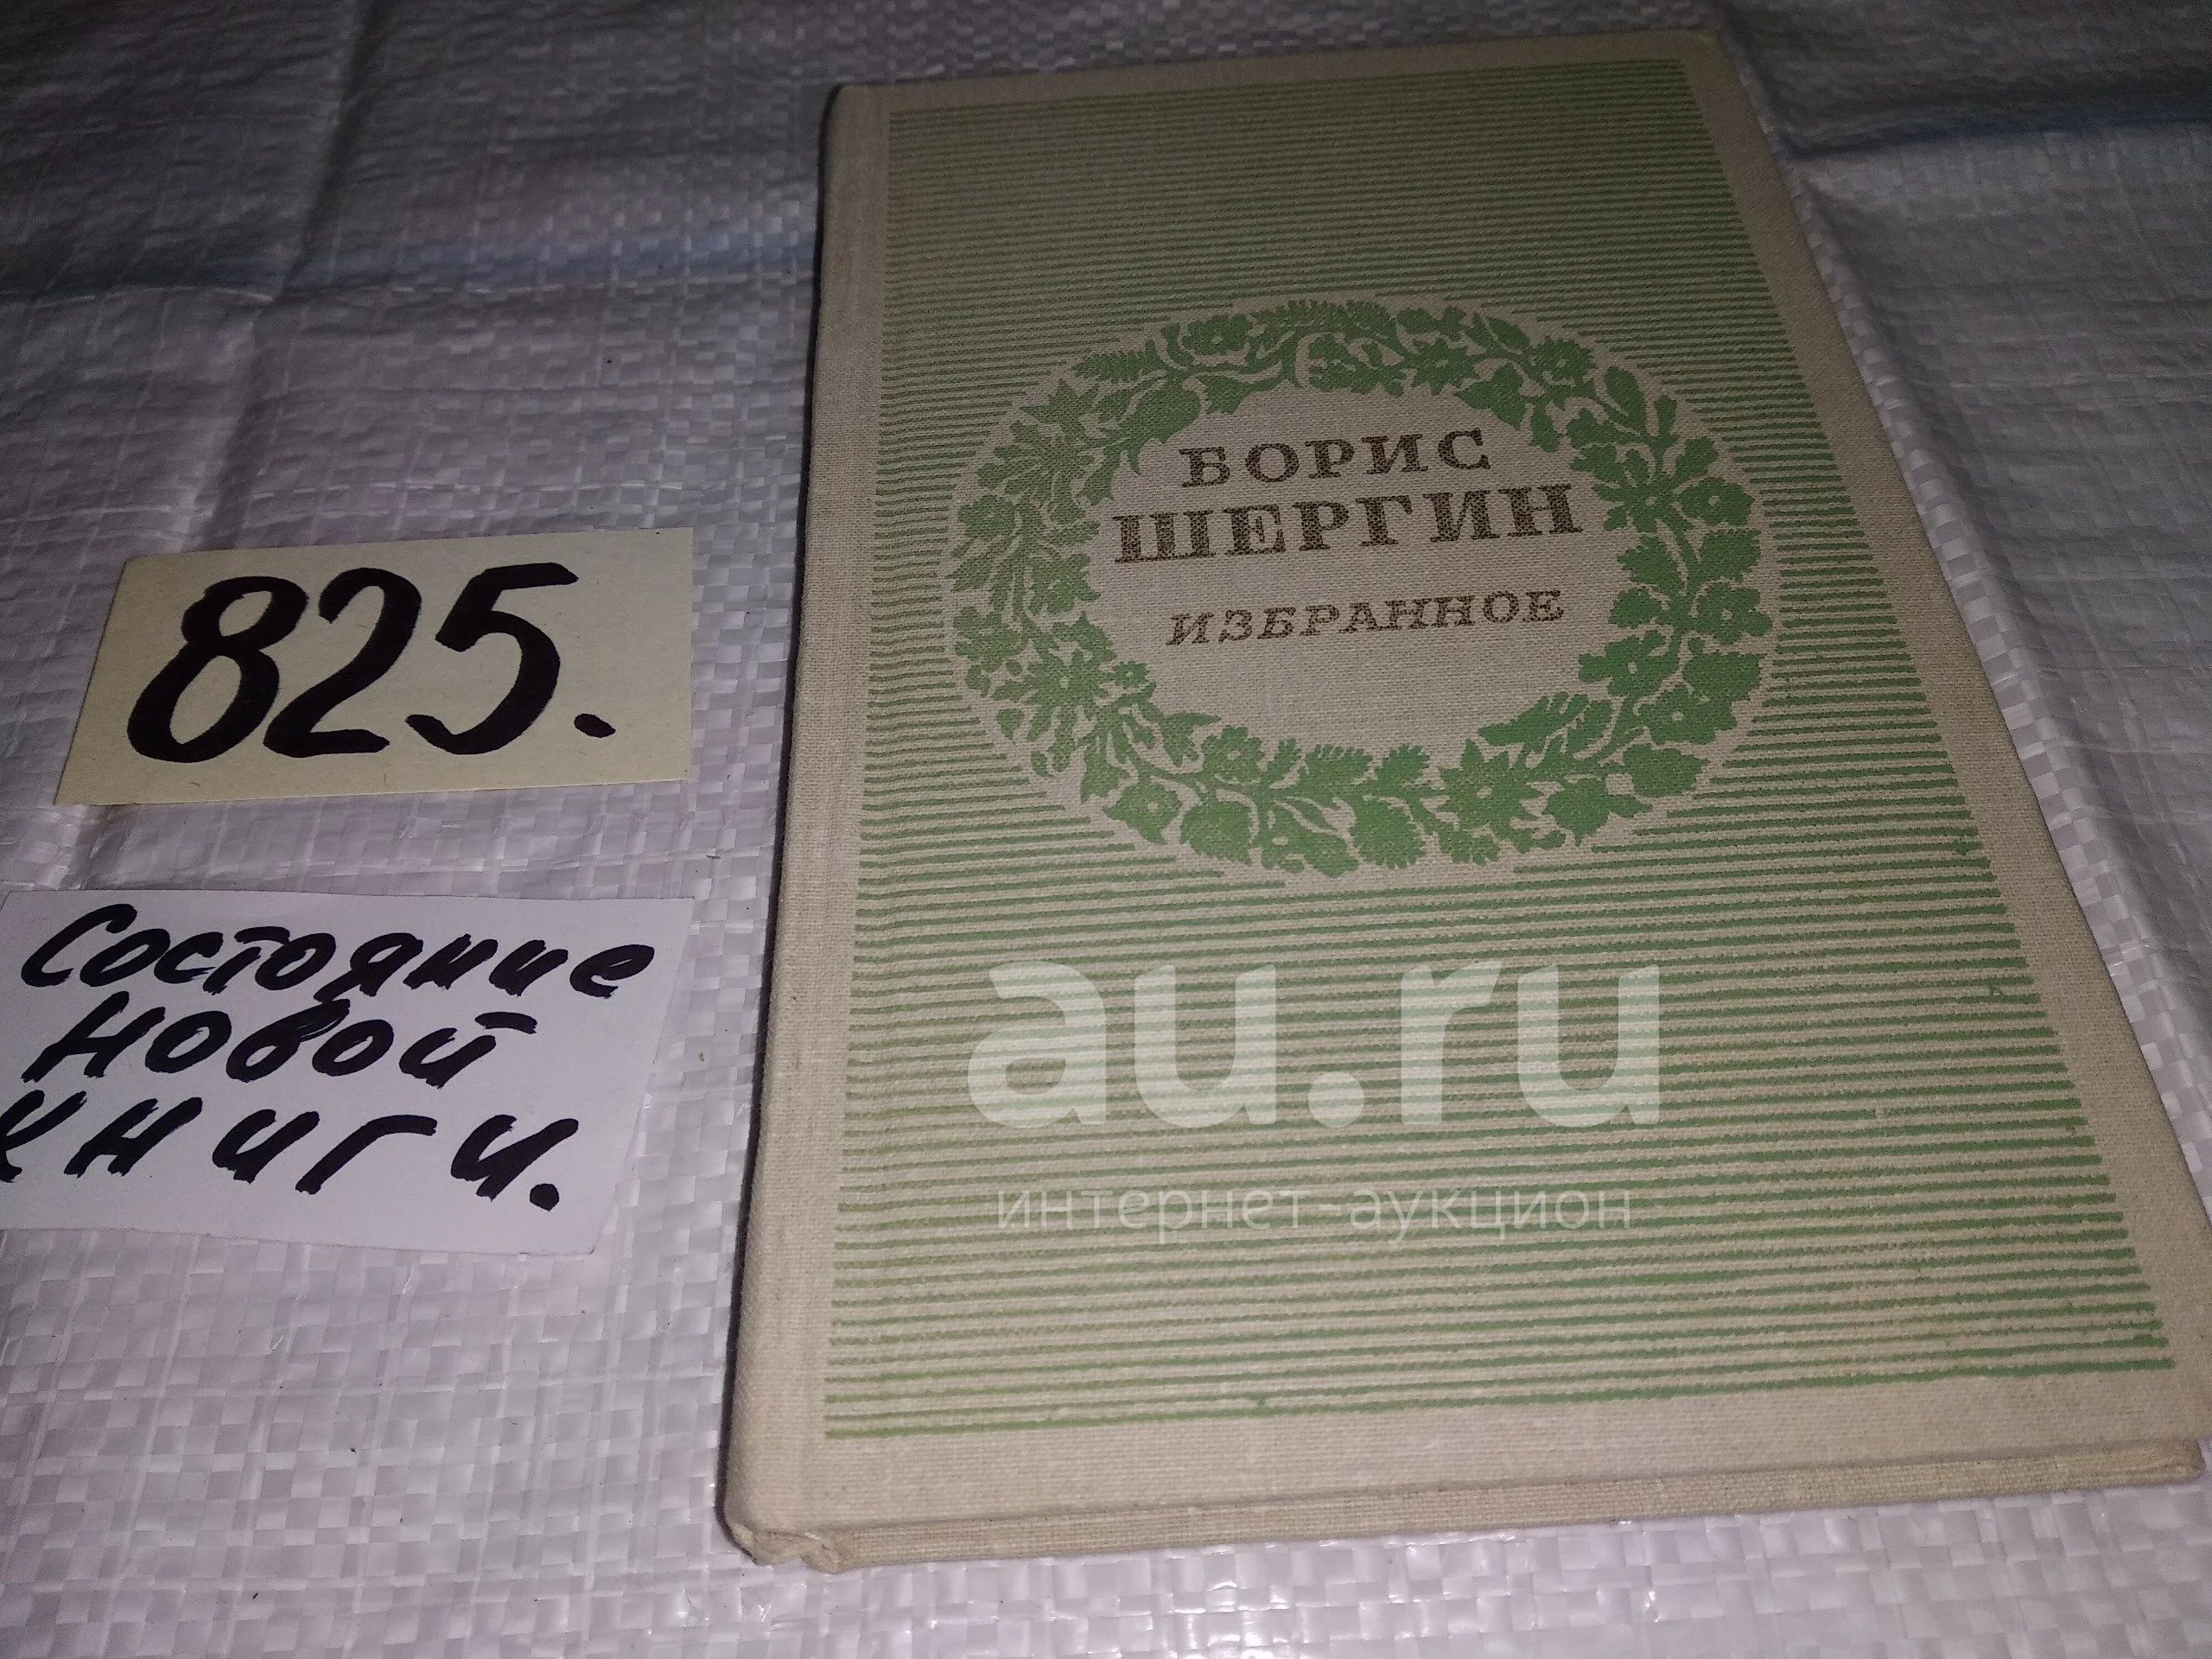 БОРИС
ШЕРГИН
ИЗБРАННОЕ
825.
Состояние
новой
книги.
au.ru
интернет-аукцион